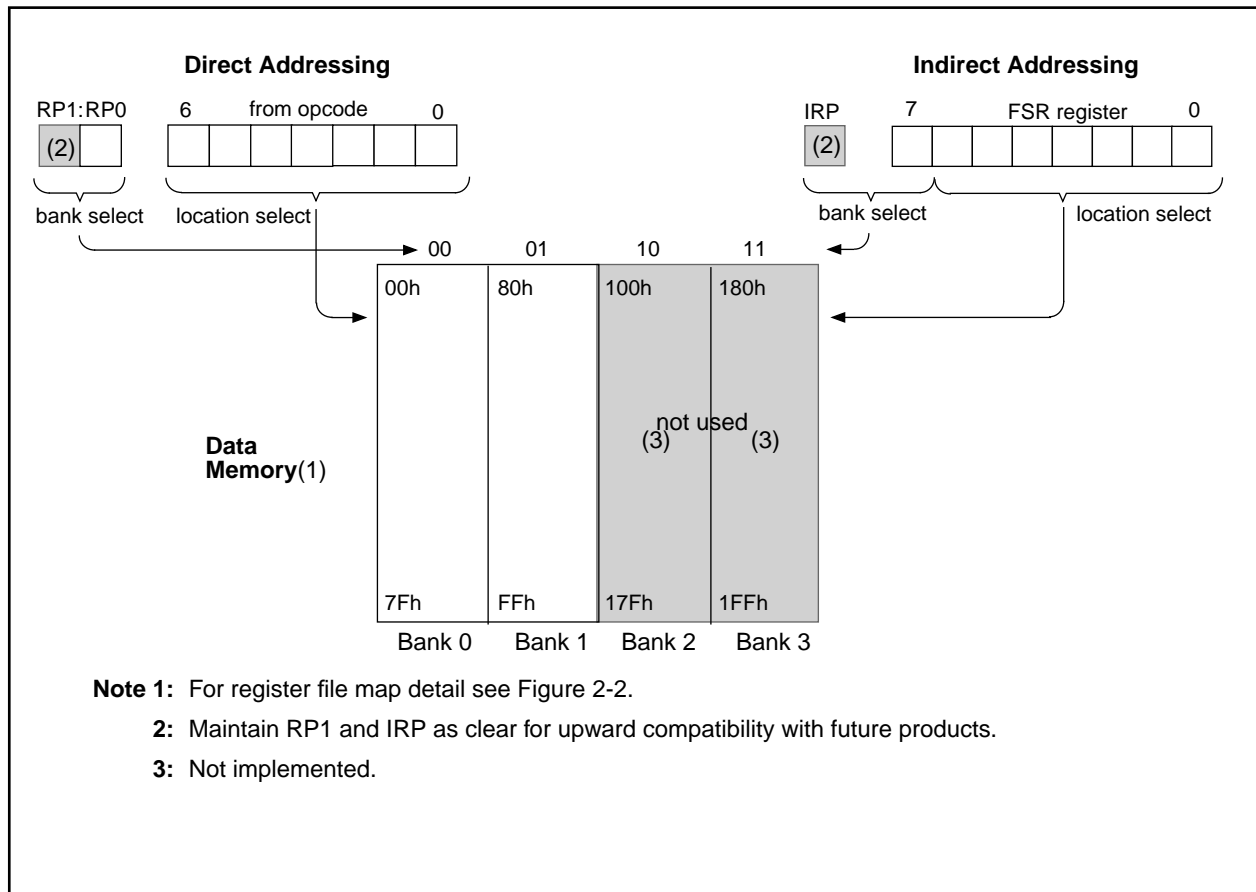 Direct Addressing
Indirect Addressing
RP1:RP0 6 from opcode 0
IRP 7 FSR register 0
(2)
(2)
bank select location select
bank select location select
00 01 10 11
00h 80h 100h 180h
not used
(3) (3)
Data
Memory(1)
7Fh FFh 17Fh 1FFh
Bank 0 Bank 1 Bank 2 Bank 3
Note 1: For register file map detail see Figure 2-2.
2: Maintain RP1 and IRP as clear for upward compatibility with future products.
3: Not implemented.